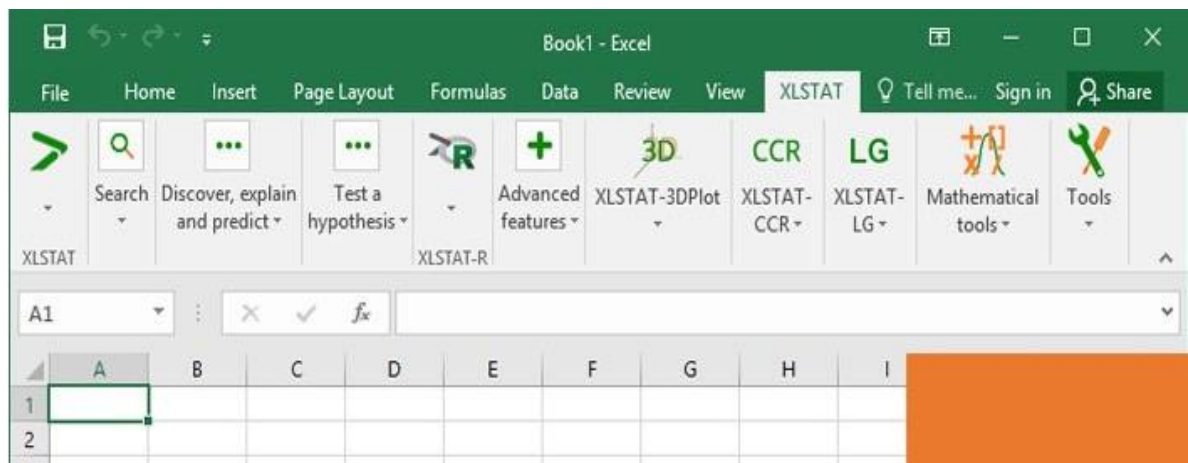 Book1 - Excel
File Home Insert Page Layout Formulas Data Review View XLSTAT Tell me... Sign in Share
R 3D CCR LG
Search Discover, explain and predict Test a hypothesis Advanced features XLSTAT-3DPlot XLSTAT-CCR XLSTAT-LG Mathematical tools Tools
XLSTAT XLSTAT-R
A1 fx
A B C D E F G H I
1
2